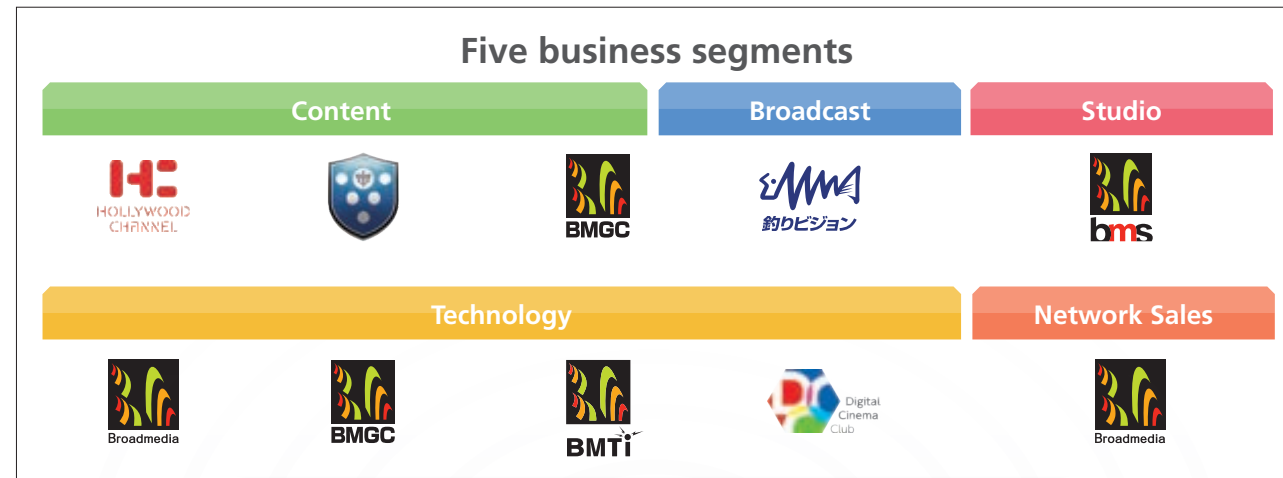 Five business segments
Content
Broadcast
Studio
HOLLYWOOD
CHANNEL
BMGC
釣りビジョン
bms
Technology
Network Sales
Broadmedia
BMGC
BMTi
Digital
Cinema
Club
Broadmedia